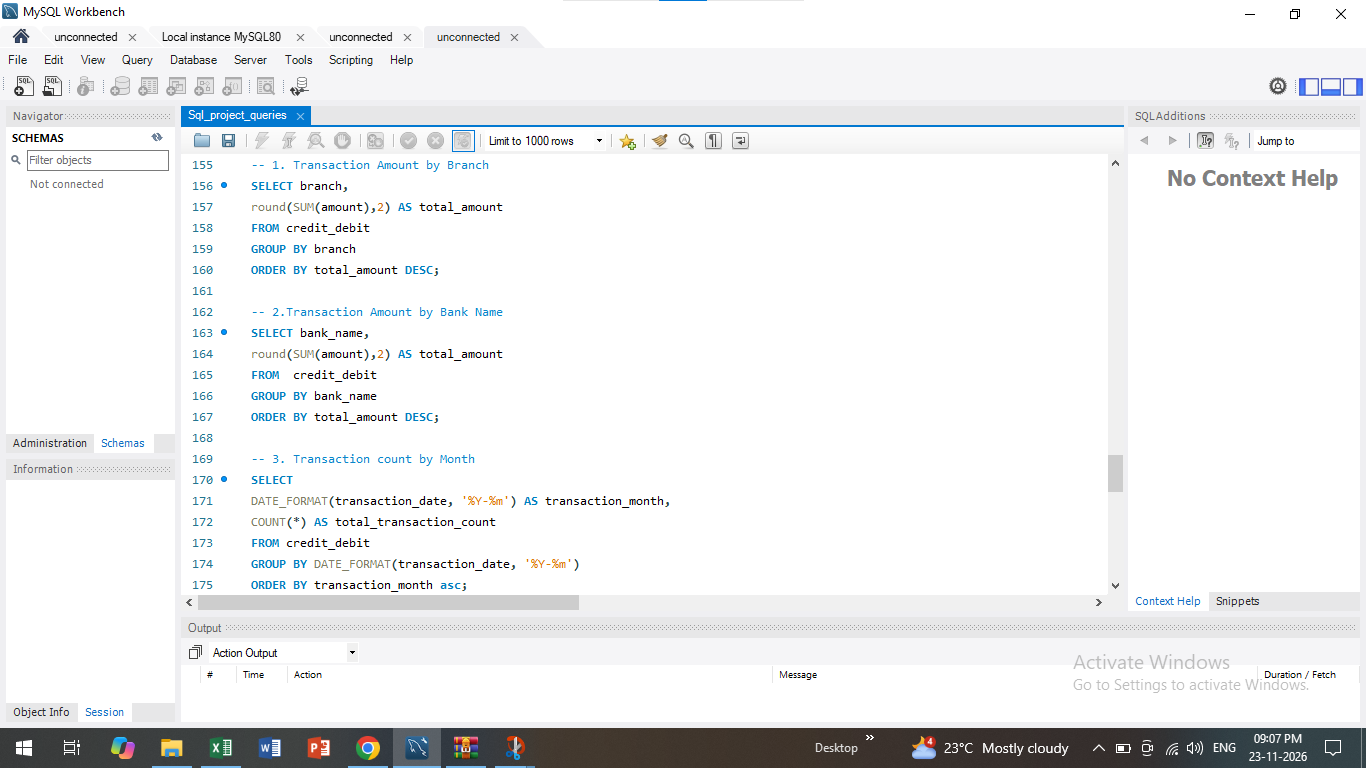 MySQL Workbench
unconnected
Local instance MySQL80
unconnected
unconnected
File Edit View Query Database Server Tools Scripting Help
Navigator
SCHEMAS
Filter objects
Not connected
Administration Schemas
Information
Object Info Session
Sql_project_queries
Limit to 1000 rows
155 -- 1. Transaction Amount by Branch
156 SELECT branch,
157 round(SUM(amount),2) AS total_amount
158 FROM credit_debit
159 GROUP BY branch
160 ORDER BY total_amount DESC;
161
162 -- 2.Transaction Amount by Bank Name
163 SELECT bank_name,
164 round(SUM(amount),2) AS total_amount
165 FROM  credit_debit
166 GROUP BY bank_name
167 ORDER BY total_amount DESC;
168
169 -- 3. Transaction count by Month
170 SELECT
171 DATE_FORMAT(transaction_date, '%Y-%m') AS transaction_month,
172 COUNT(*) AS total_transaction_count
173 FROM credit_debit
174 GROUP BY DATE_FORMAT(transaction_date, '%Y-%m')
175 ORDER BY transaction_month asc;
SQLAdditions
Jump to
No Context Help
Context Help Snippets
Output
Action Output
# Time Action Message Duration / Fetch
Activate Windows
Go to Settings to activate Windows.
Desktop
4
23°C Mostly cloudy
ENG
09:07 PM
23-11-2026